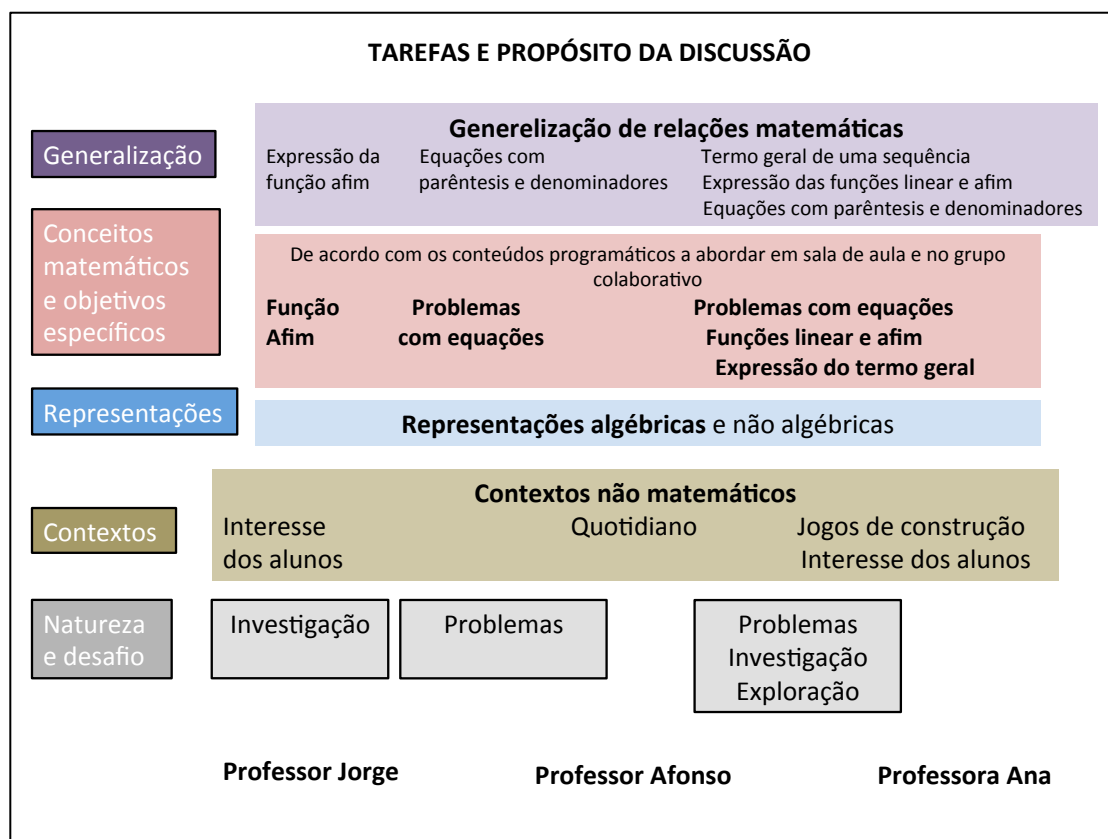 TAREFAS E PROPÓSITO DA DISCUSSÃO
Generalização
Generelização de relações matemáticas
Expressão da
função afim
Equações com
parêntesis e denominadores
Termo geral de uma sequência
Expressão das funções linear e afim
Equações com parêntesis e denominadores
Conceitos
matemáticos
e objetivos
específicos
De acordo com os conteúdos programáticos a abordar em sala de aula e no grupo
colaborativo
Função
Afim
Problemas
com equações
Problemas com equações
Funções linear e afim
Expressão do termo geral
Representações
Representações algébricas e não algébricas
Contextos
Contextos não matemáticos
Interesse
dos alunos
Quotidiano
Jogos de construção
Interesse dos alunos
Natureza
e desafio
Investigação
Problemas
Problemas
Investigação
Exploração
Professor Jorge
Professor Afonso
Professora Ana